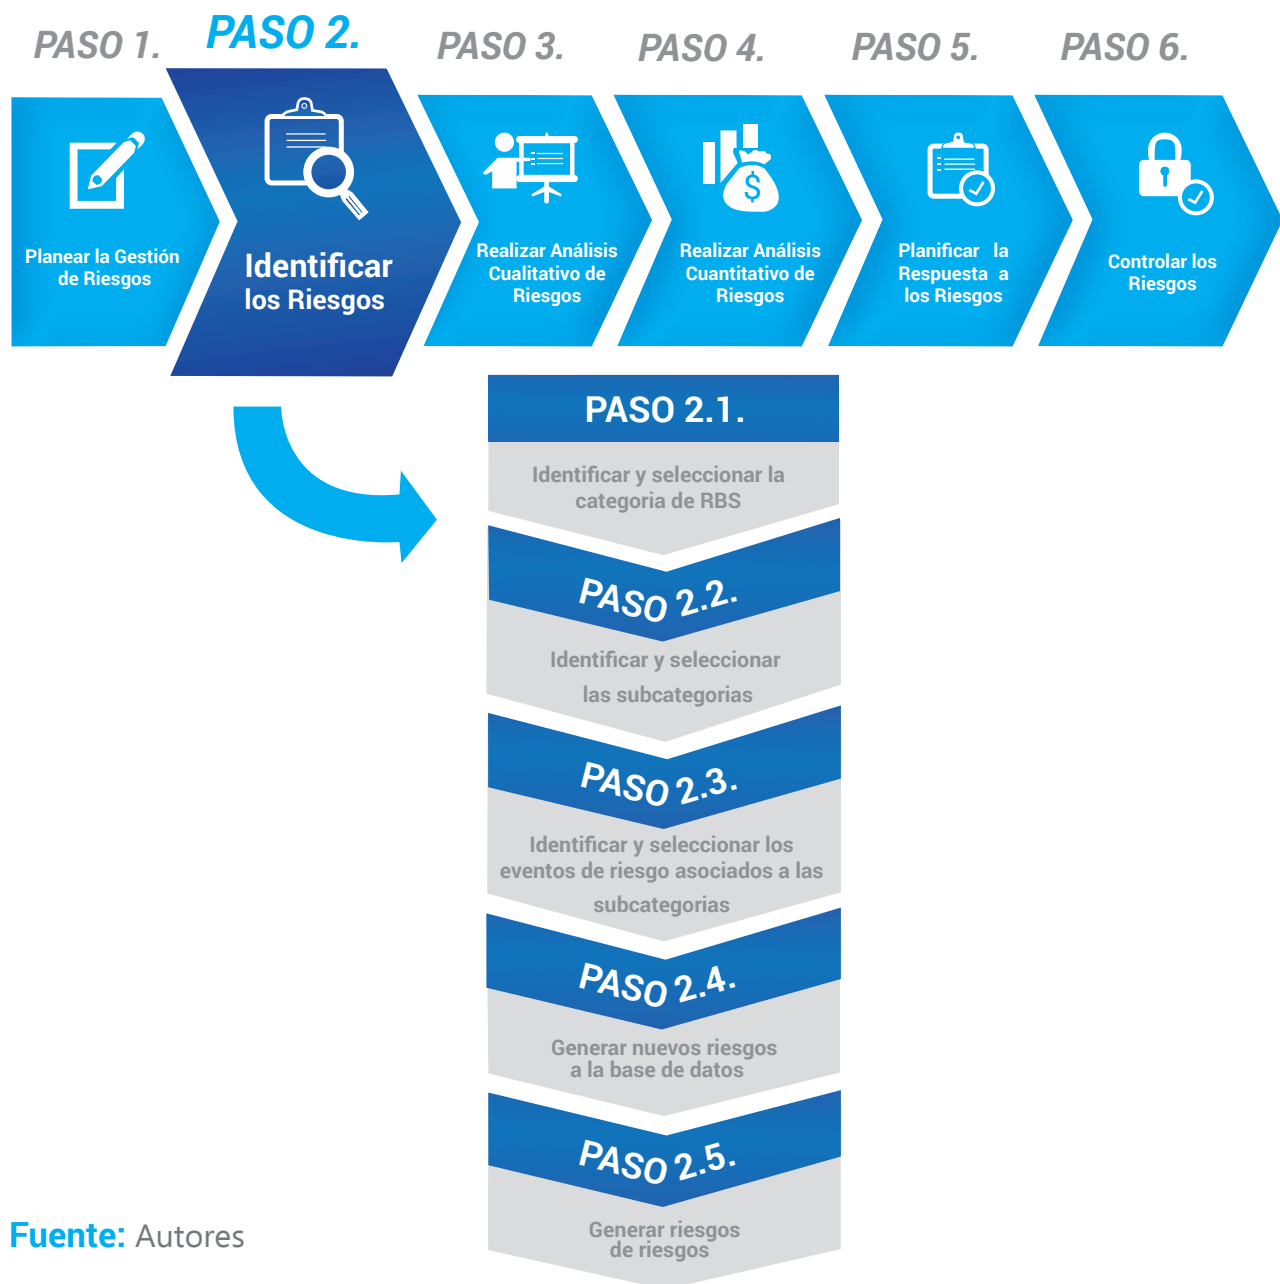 PASO 1.
PASO 2.
PASO 3.
PASO 4.
PASO 5.
PASO 6.
Planear la Gestión
de Riesgos
Identificar
los Riesgos
Realizar Análisis
Cualitativo de
Riesgos
Realizar Análisis
Cuantitativo de
Riesgos
$
Planificar la
Respuesta a
los Riesgos
Controlar los
Riesgos
PASO 2.1.
Identificar y seleccionar la
categoria de RBS
PASO 2.2.
Identificar y seleccionar
las subcategorias
PASO 2.3.
Identificar y seleccionar los
eventos de riesgo asociados a las
subcategorias
PASO 2.4.
Generar nuevos riesgos
a la base de datos
PASO 2.5.
Generar riesgos
de riesgos
Fuente: Autores